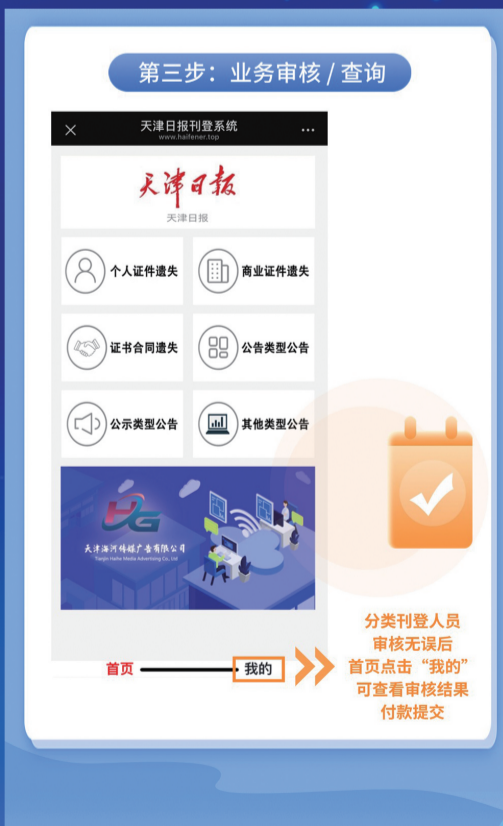 第三步：业务审核 / 查询
天津日报刊登系统
www.haifener.top
天津日报
天津日报
个人证件遗失
商业证件遗失
证书合同遗失
公告类型公告
公示类型公告
其他类型公告
HG
天津海河传媒广告有限公司
Tianjin Haihe Media Advertising Co., Ltd
首页
我的
分类刊登人员
审核无误后
首页点击“我的”
可查看审核结果
付款提交